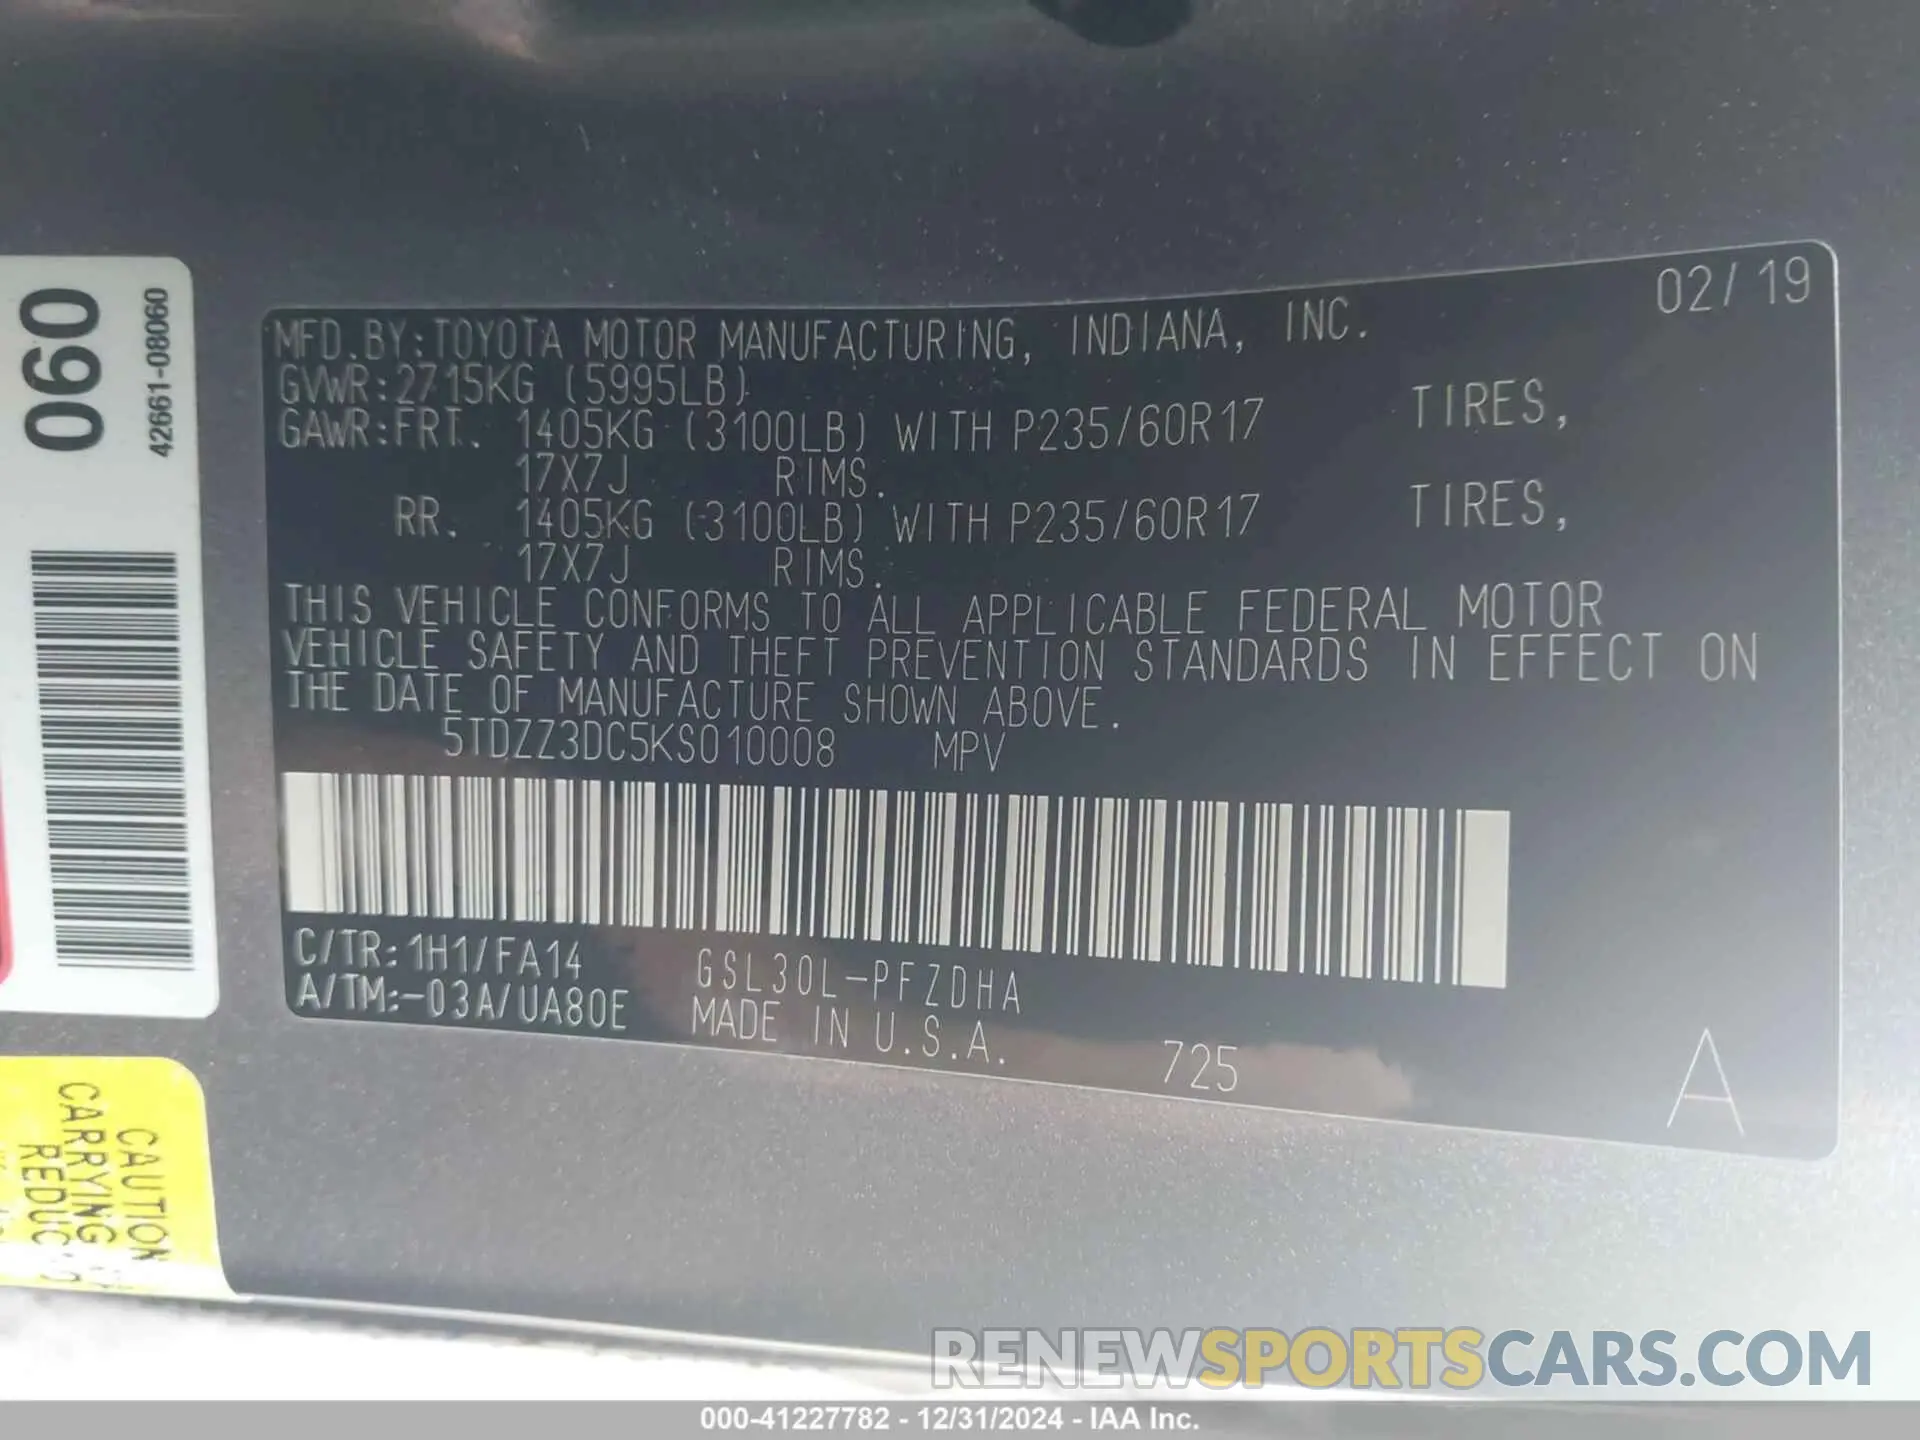 02/19
MFD.BY:TOYOTA MOTOR MANUFACTURING, INDIANA, INC.
GVWR:2715KG (5995LB)
GAWR:FRT. 1405KG (3100LB) WITH P235/60R17 TIRES,
17X7J RIMS.
RR. 1405KG (3100LB) WITH P235/60R17 TIRES,
17X7J RIMS.
THIS VEHICLE CONFORMS TO ALL APPLICABLE FEDERAL MOTOR
VEHICLE SAFETY AND THEFT PREVENTION STANDARDS IN EFFECT ON
THE DATE OF MANUFACTURE SHOWN ABOVE.
5TDZZ3DC5KS010008 MPV
C/TR:1H1/FA14 GSL30L-PFZDHA
A/TM:-03A/UA80E MADE IN U.S.A. 725
A
060
42661-08060
CAUTION
CARRYING
RENEWSPORTSCARS.COM
000-41227782 - 12/31/2024 - IAA Inc.